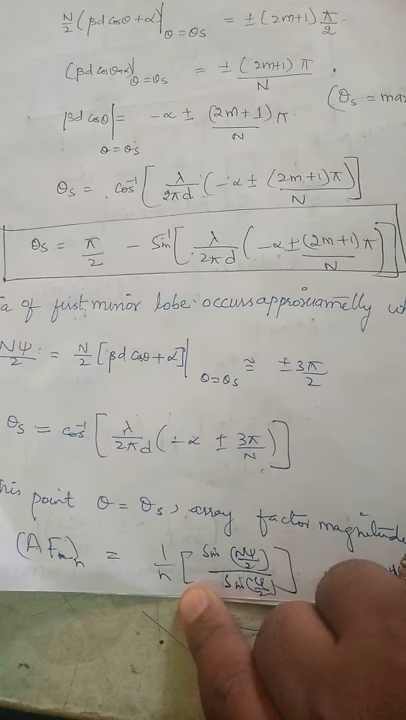 N/2 (βd cosθ + α)|θ=θs = ±(2m+1) π/2
(βd cosθ+α)|θ=θs = ±(2m+1)π/N
βd cosθ|θ=θs = -α ± (2m+1)π/N (θs = max
θs = cos⁻¹[λ/2πd (-α ± (2m+1)π/N)]
θs = π/2 - Sin⁻¹[λ/2πd (-α ± (2m+1)π/N)]
a of first minor lobe occurs approximately w
Nψ/2 = N/2 [βd cosθ + α]|θ=θs ≅ ±3π/2
θs = cos⁻¹[λ/2πd (-α ± 3π/N)]
his point θ = θs, array factor magnitude
(AFn)n = 1/n [Sin(Nψ/2)/Sin(ψ/2)]